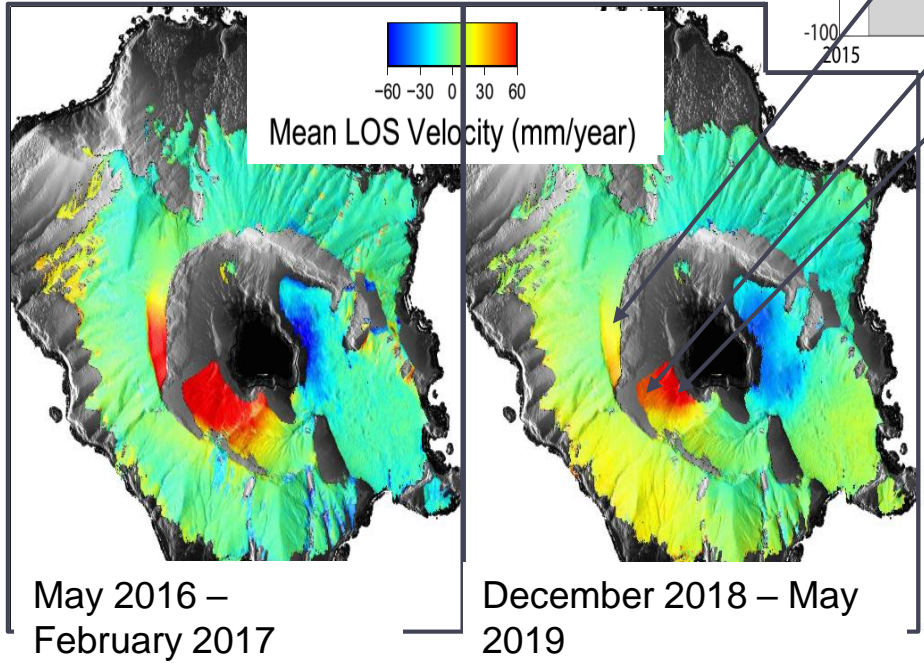 -100
2015
−60 −30 0 30 60
Mean LOS Velocity (mm/year)
May 2016 –
February 2017
December 2018 – May
2019